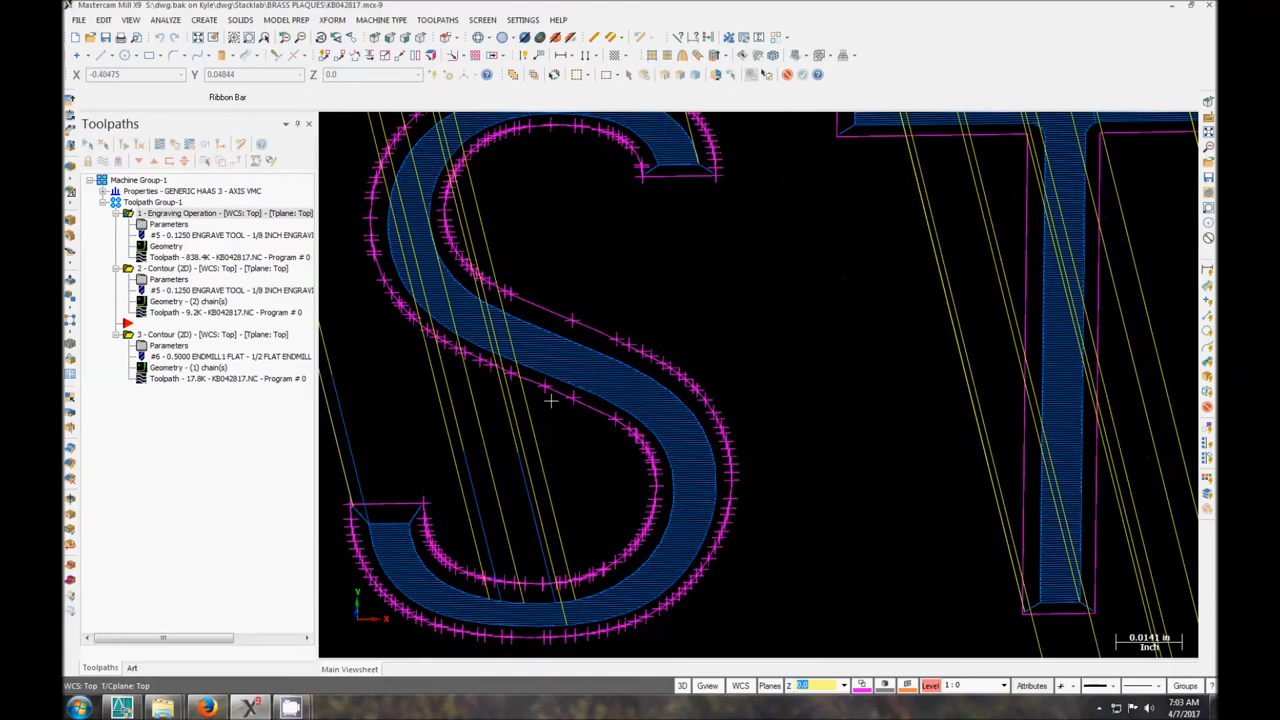 Mastercam Mill X9  S:\dwg.bak on Kyle\dwg\Stacklab\BRASS PLAQUES\KB042817.mcx-9
FILE EDIT VIEW ANALYZE CREATE SOLIDS MODEL PREP XFORM MACHINE TYPE TOOLPATHS SCREEN SETTINGS HELP
X -0.40475 Y 0.04844 Z 0.0
Ribbon Bar
Toolpaths
Machine Group-1
Properties - GENERIC HAAS 3 - AXIS VMC
Toolpath Group-1
1 - Engraving Operation - [WCS: Top] - [Tplane: Top]
Parameters
#5 - 0.1250 ENGRAVE TOOL - 1/8 INCH ENGRAVI
Geometry
Toolpath - 838.4K - KB042817.NC - Program # 0
2 - Contour (2D) - [WCS: Top] - [Tplane: Top]
Parameters
#5 - 0.1250 ENGRAVE TOOL - 1/8 INCH ENGRAVI
Geometry - (2) chain(s)
Toolpath - 9.2K - KB042817.NC - Program # 0
3 - Contour (2D) - [WCS: Top] - [Tplane: Top]
Parameters
#6 - 0.5000 ENDMILL1 FLAT - 1/2 FLAT ENDMILL
Geometry - (1) chain(s)
Toolpath - 17.8K - KB042817.NC - Program # 0
Y
X
0.0141 in
Inch
Toolpaths Art
Main Viewsheet
WCS: Top T/Cplane: Top
3D Gview WCS Planes Z 0.0 Level 1 : 0 Attributes Groups ?
7:03 AM
4/7/2017